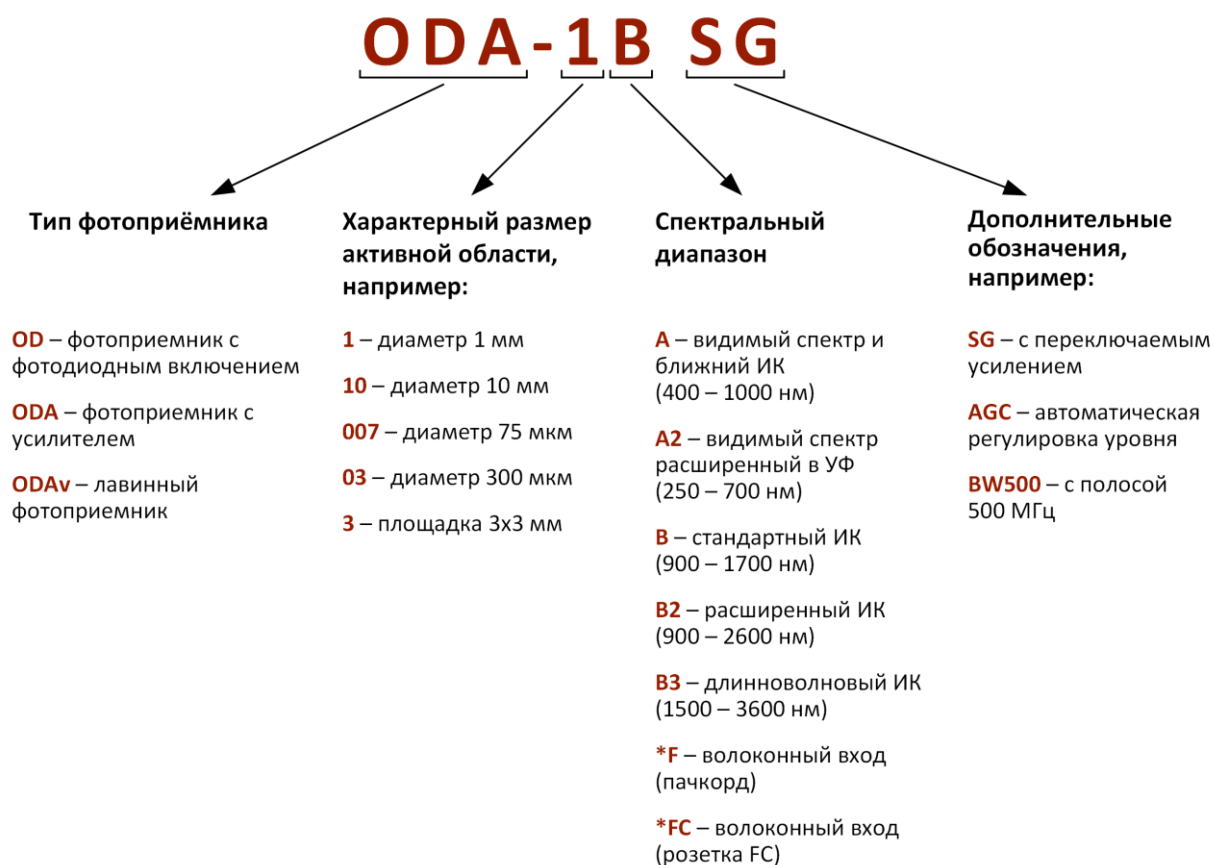 ODA-1B SG
Тип фотоприёмника
OD – фотоприемник с
фотодиодным включением
ODA – фотоприемник с
усилителем
ODAv – лавинный
фотоприемник
Характерный размер
активной области,
например:
1 – диаметр 1 мм
10 – диаметр 10 мм
007 – диаметр 75 мкм
03 – диаметр 300 мкм
3 – площадка 3х3 мм
Спектральный
диапазон
A – видимый спектр и
ближний ИК
(400 – 1000 нм)
A2 – видимый спектр
расширенный в УФ
(250 – 700 нм)
B – стандартный ИК
(900 – 1700 нм)
B2 – расширенный ИК
(900 – 2600 нм)
B3 – длинноволновый ИК
(1500 – 3600 нм)
*F – волоконный вход
(пачкорд)
*FC – волоконный вход
(розетка FC)
Дополнительные
обозначения,
например:
SG – с переключаемым
усилением
AGC – автоматическая
регулировка уровня
BW500 – с полосой
500 МГц